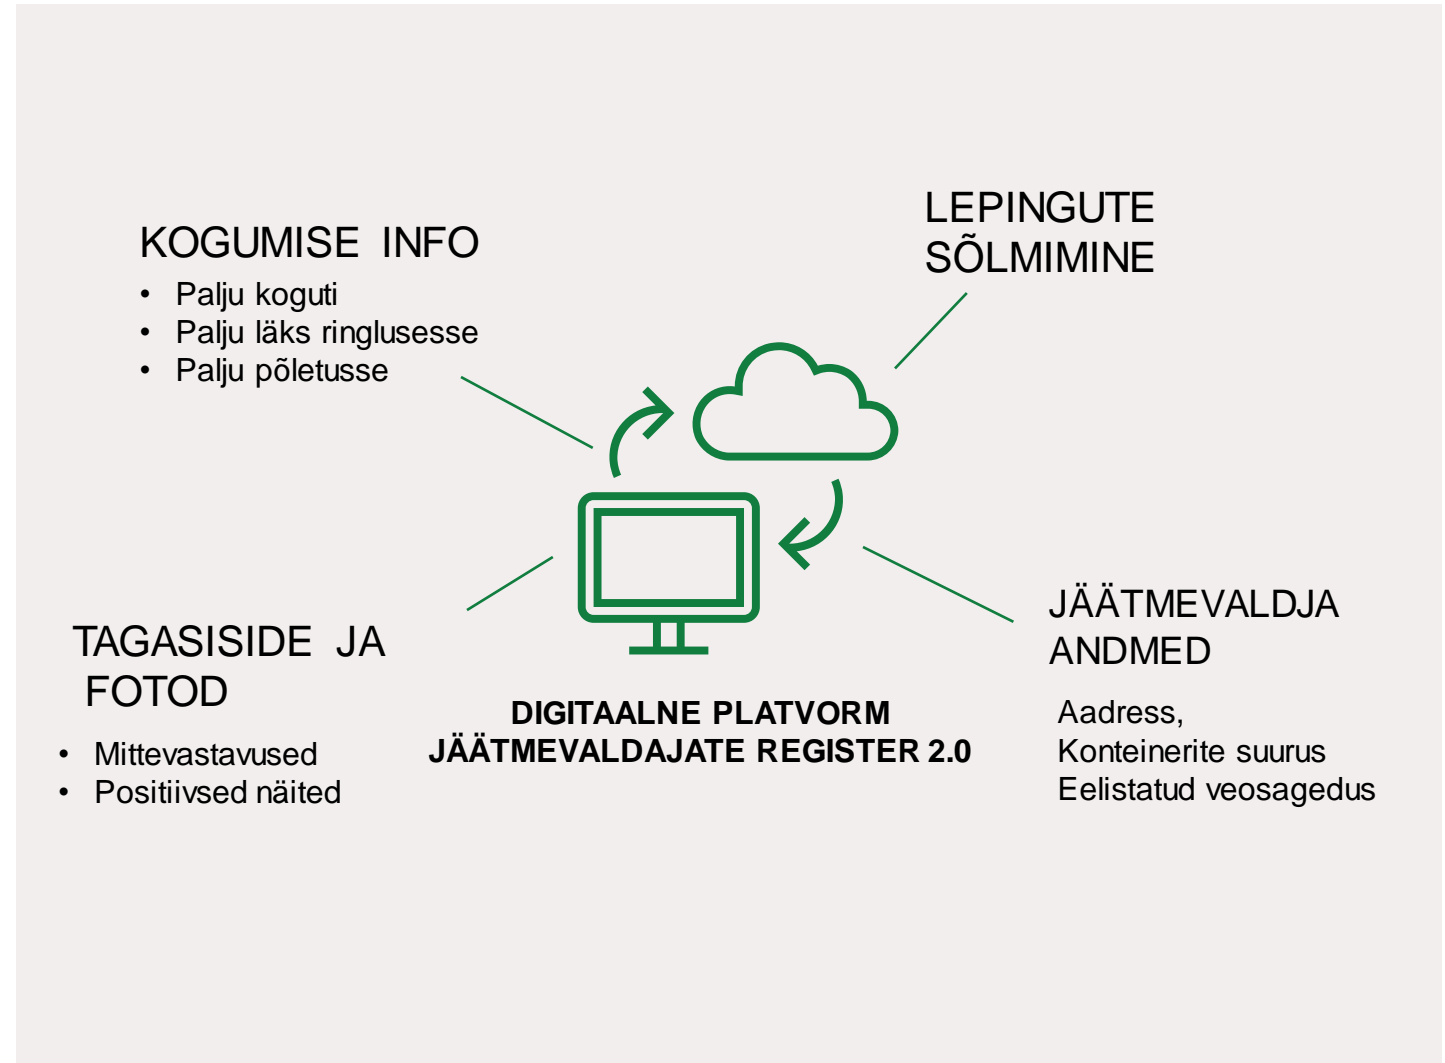 KOGUMISE INFO
• Palju koguti
• Palju läks ringlusesse
• Palju põletusse
LEPINGUTE
SÕLMIMINE
TAGASISIDE JA
FOTOD
• Mittevastavused
• Positiivsed näited
DIGITAALNE PLATVORM
JÄÄTMEVALDAJATE REGISTER 2.0
JÄÄTMEVALDJA
ANDMED
Aadress,
Konteinerite suurus
Eelistatud veosagedus